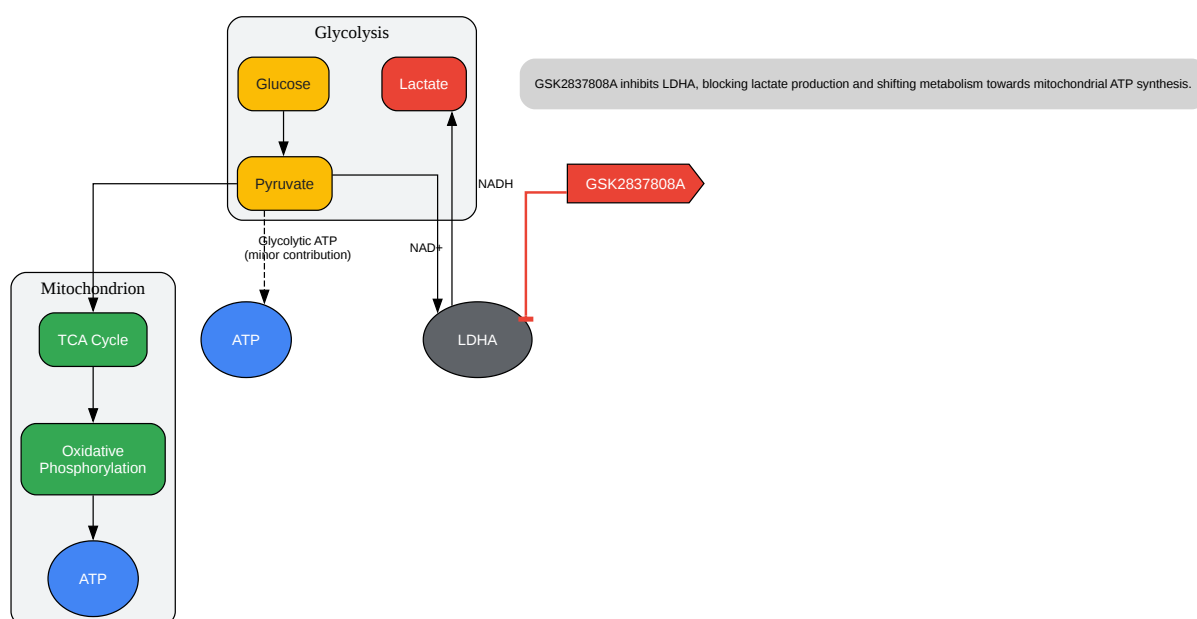 Glycolysis
Glucose
Lactate
GSK2837808A inhibits LDHA, blocking lactate production and shifting metabolism towards mitochondrial ATP synthesis.
Pyruvate
NADH
GSK2837808A
Glycolytic ATP
(minor contribution)
NAD+
Mitochondrion
TCA Cycle
ATP
LDHA
Oxidative
Phosphorylation
ATP